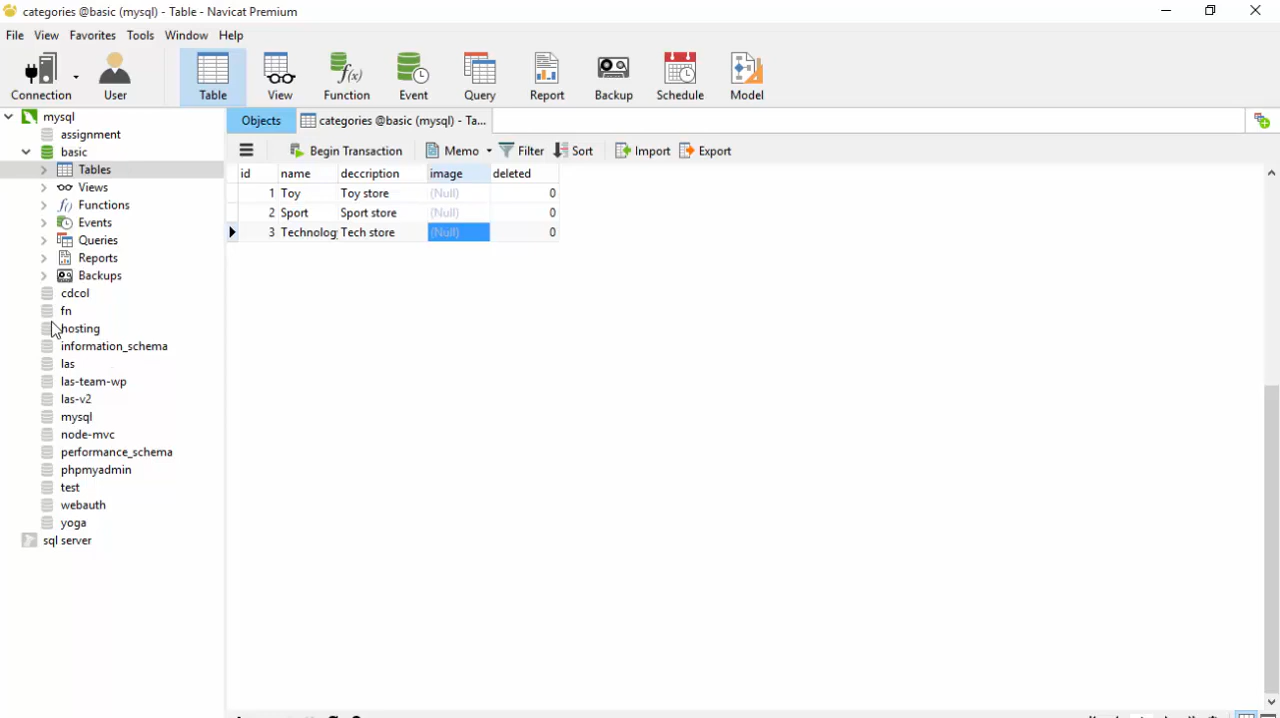 categories @basic (mysql) - Table - Navicat Premium
File View Favorites Tools Window Help
Connection User Table View Function Event Query Report Backup Schedule Model
mysql
assignment
basic
Tables
Views
Functions
Events
Queries
Reports
Backups
cdcol
fn
hosting
information_schema
las
las-team-wp
las-v2
mysql
node-mvc
performance_schema
phpmyadmin
test
webauth
yoga
sql server
Objects categories @basic (mysql) - Ta...
Begin Transaction Memo Filter Sort Import Export
id name deccription image deleted
1 Toy Toy store (Null) 0
2 Sport Sport store (Null) 0
3 Technolog Tech store (Null) 0